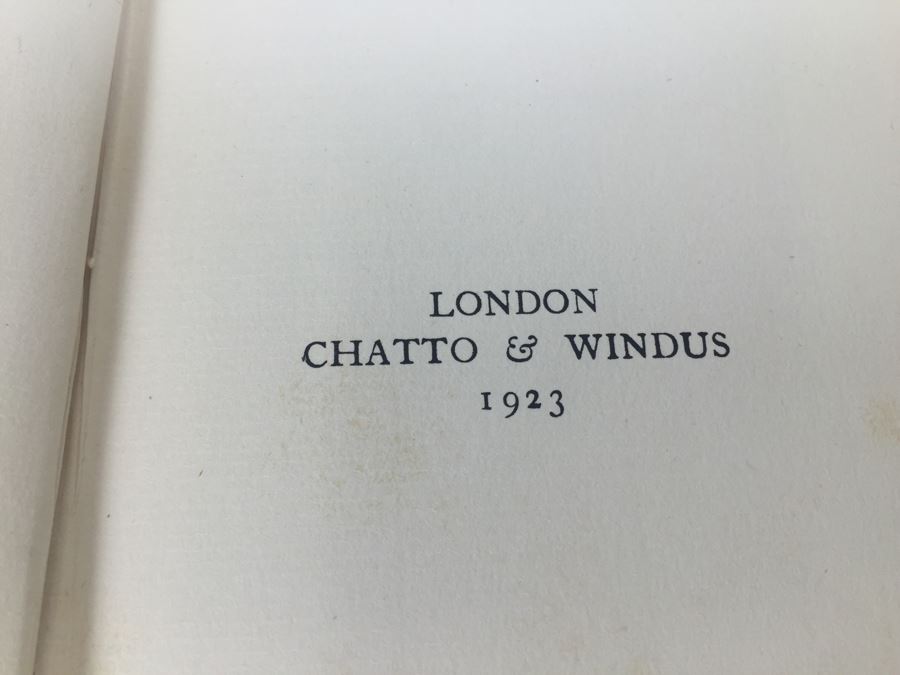 LONDON
CHATTO & WINDUS
1923